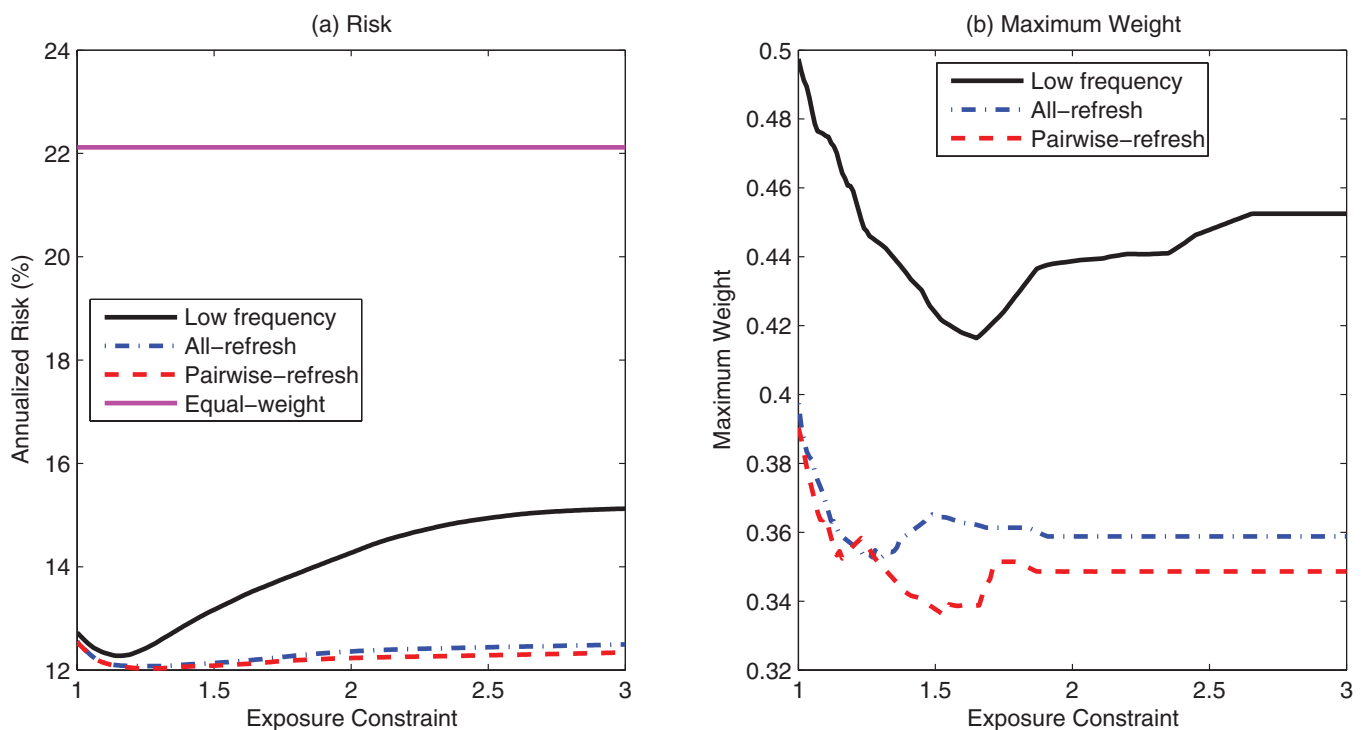 (a) Risk
24
22
20
18
16
14
12
Annualized Risk (%)
Low frequency
All−refresh
Pairwise−refresh
Equal−weight
1
1.5
2
2.5
3
Exposure Constraint
(b) Maximum Weight
0.5
0.48
0.46
0.44
0.42
0.4
0.38
0.36
0.34
0.32
Maximum Weight
Low frequency
All−refresh
Pairwise−refresh
1
1.5
2
2.5
3
Exposure Constraint